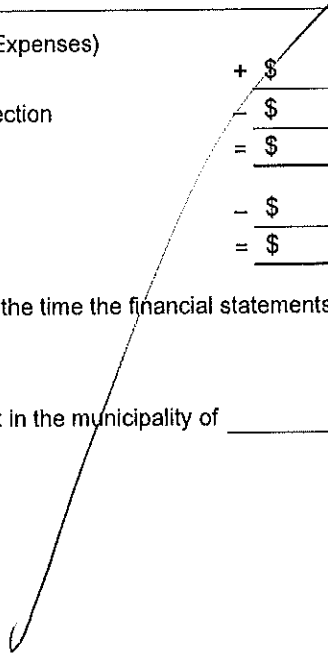 Expenses)
+ $
ection
– $
= $
– $
= $
the time the financial statements
in the municipality of